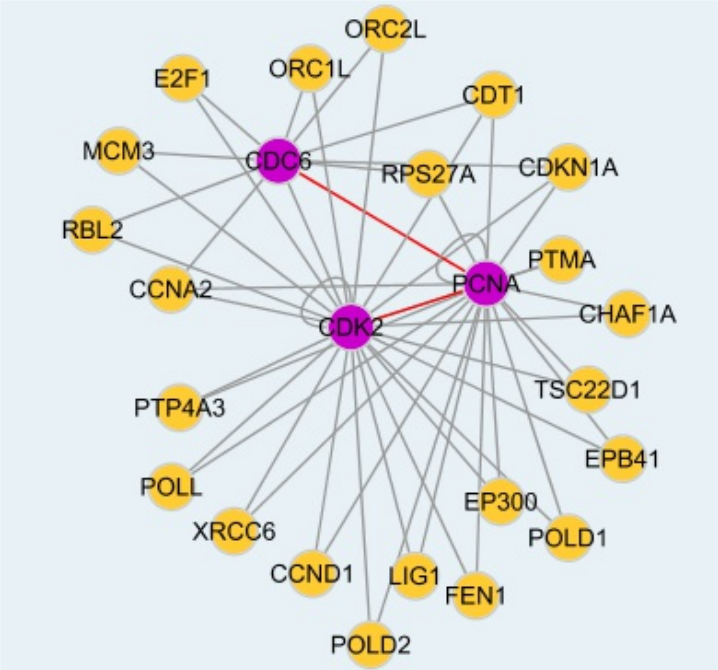 ORC2L
ORC1L
E2F1
CDT1
MCM3
CDC6
RPS27A
CDKN1A
RBL2
PTMA
CCNA2
PCNA
CHAF1A
CDK2
TSC22D1
PTP4A3
EPB41
POLL
EP300
XRCC6
POLD1
CCND1
LIG1
FEN1
POLD2